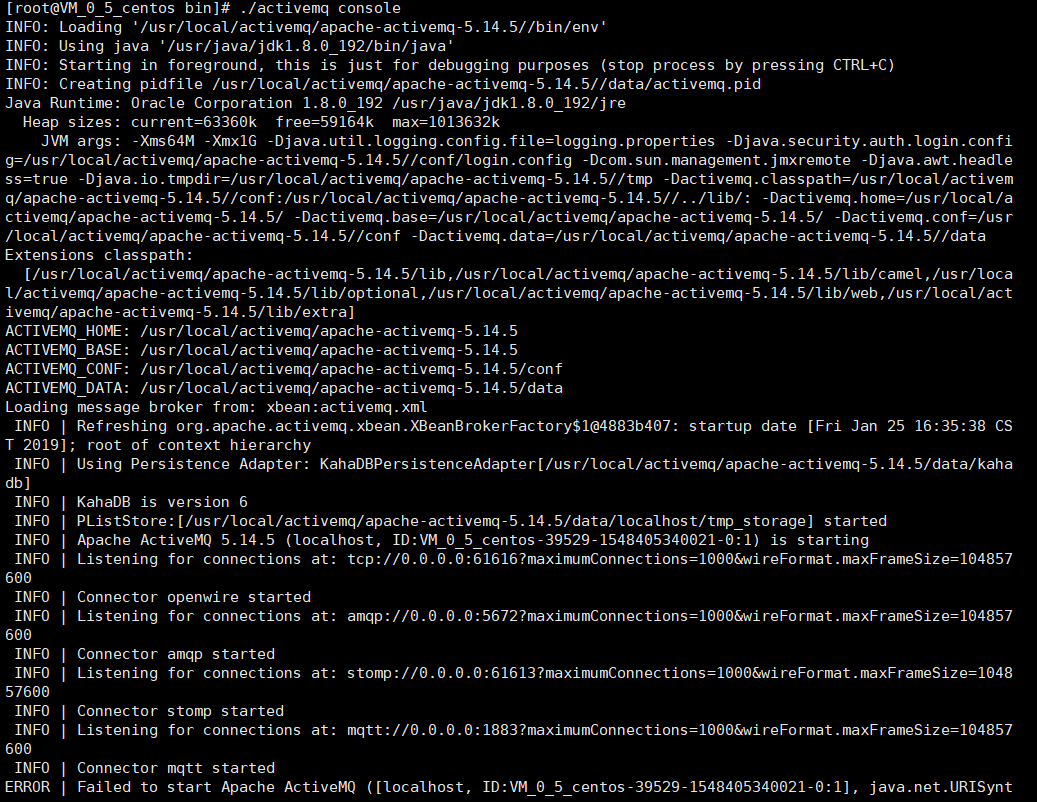 [root@VM_0_5_centos bin]# ./activemq console
INFO: Loading '/usr/local/activemq/apache-activemq-5.14.5//bin/env'
INFO: Using java '/usr/java/jdk1.8.0_192/bin/java'
INFO: Starting in foreground, this is just for debugging purposes (stop process by pressing CTRL+C)
INFO: Creating pidfile /usr/local/activemq/apache-activemq-5.14.5//data/activemq.pid
Java Runtime: Oracle Corporation 1.8.0_192 /usr/java/jdk1.8.0_192/jre
  Heap sizes: current=63360k  free=59164k  max=1013632k
    JVM args: -Xms64M -Xmx1G -Djava.util.logging.config.file=logging.properties -Djava.security.auth.login.confi
g=/usr/local/activemq/apache-activemq-5.14.5//conf/login.config -Dcom.sun.management.jmxremote -Djava.awt.headle
ss=true -Djava.io.tmpdir=/usr/local/activemq/apache-activemq-5.14.5//tmp -Dactivemq.classpath=/usr/local/activem
q/apache-activemq-5.14.5//conf:/usr/local/activemq/apache-activemq-5.14.5//../lib/: -Dactivemq.home=/usr/local/a
ctivemq/apache-activemq-5.14.5/ -Dactivemq.base=/usr/local/activemq/apache-activemq-5.14.5/ -Dactivemq.conf=/usr
/local/activemq/apache-activemq-5.14.5//conf -Dactivemq.data=/usr/local/activemq/apache-activemq-5.14.5//data
Extensions classpath:
  [/usr/local/activemq/apache-activemq-5.14.5/lib,/usr/local/activemq/apache-activemq-5.14.5/lib/camel,/usr/loca
l/activemq/apache-activemq-5.14.5/lib/optional,/usr/local/activemq/apache-activemq-5.14.5/lib/web,/usr/local/act
ivemq/apache-activemq-5.14.5/lib/extra]
ACTIVEMQ_HOME: /usr/local/activemq/apache-activemq-5.14.5
ACTIVEMQ_BASE: /usr/local/activemq/apache-activemq-5.14.5
ACTIVEMQ_CONF: /usr/local/activemq/apache-activemq-5.14.5/conf
ACTIVEMQ_DATA: /usr/local/activemq/apache-activemq-5.14.5/data
Loading message broker from: xbean:activemq.xml
 INFO | Refreshing org.apache.activemq.xbean.XBeanBrokerFactory$1@4883b407: startup date [Fri Jan 25 16:35:38 CS
T 2019]; root of context hierarchy
 INFO | Using Persistence Adapter: KahaDBPersistenceAdapter[/usr/local/activemq/apache-activemq-5.14.5/data/kaha
db]
 INFO | KahaDB is version 6
 INFO | PListStore:[/usr/local/activemq/apache-activemq-5.14.5/data/localhost/tmp_storage] started
 INFO | Apache ActiveMQ 5.14.5 (localhost, ID:VM_0_5_centos-39529-1548405340021-0:1) is starting
 INFO | Listening for connections at: tcp://0.0.0.0:61616?maximumConnections=1000&wireFormat.maxFrameSize=104857
600
 INFO | Connector openwire started
 INFO | Listening for connections at: amqp://0.0.0.0:5672?maximumConnections=1000&wireFormat.maxFrameSize=104857
600
 INFO | Connector amqp started
 INFO | Listening for connections at: stomp://0.0.0.0:61613?maximumConnections=1000&wireFormat.maxFrameSize=1048
57600
 INFO | Connector stomp started
 INFO | Listening for connections at: mqtt://0.0.0.0:1883?maximumConnections=1000&wireFormat.maxFrameSize=104857
600
 INFO | Connector mqtt started
ERROR | Failed to start Apache ActiveMQ ([localhost, ID:VM_0_5_centos-39529-1548405340021-0:1], java.net.URISynt